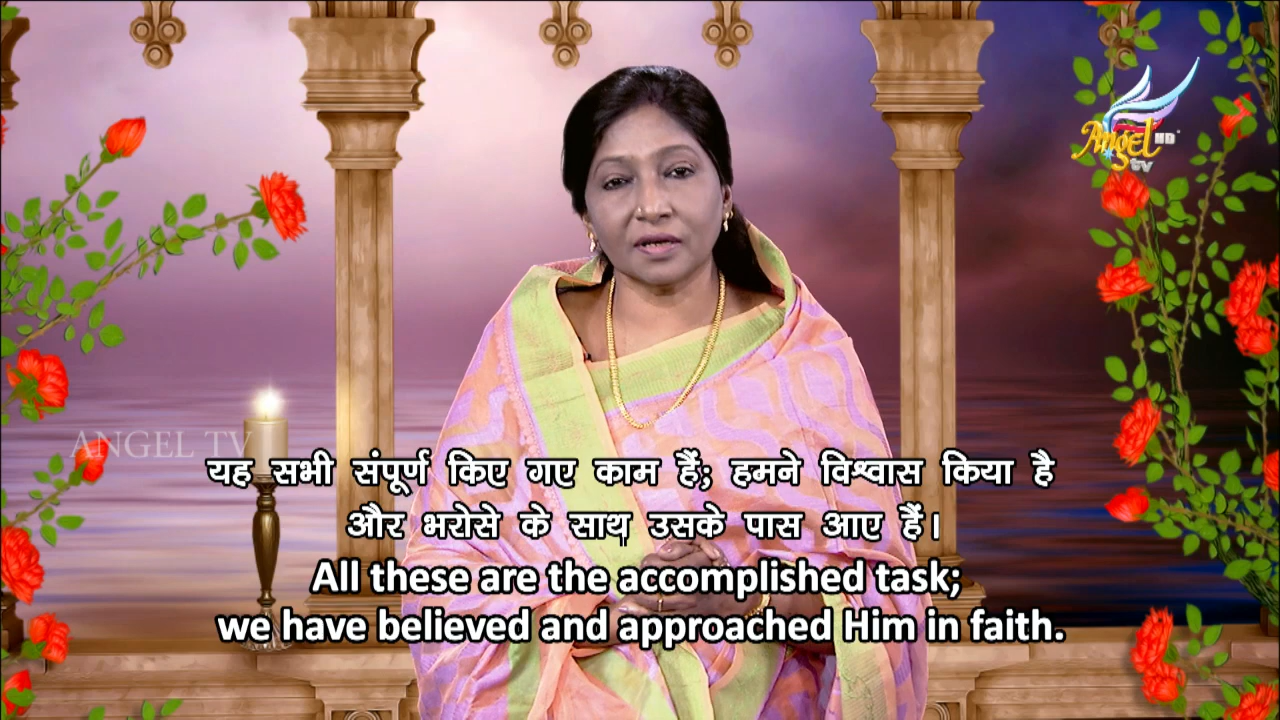 Angel HD
tv
ANGEL TV
यह सभी संपूर्ण किए गए काम हैं; हमने विश्वास किया है
और भरोसे के साथ उसके पास आए हैं।
All these are the accomplished task;
we have believed and approached Him in faith.